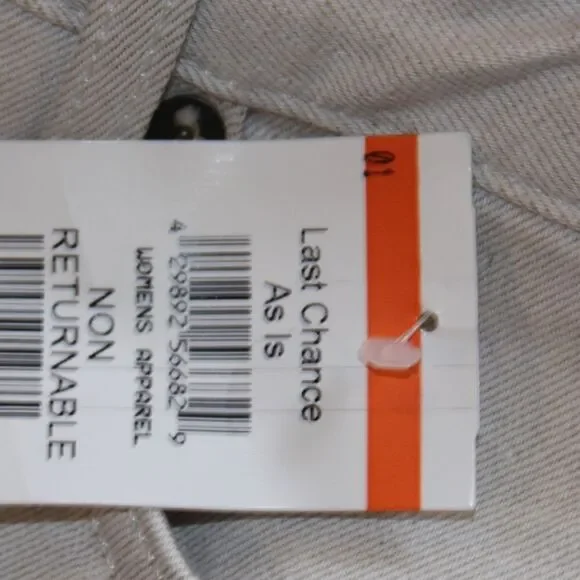 01
Last Chance
As Is
4 29892 56682 9
WOMENS APPAREL
NON
RETURNABLE